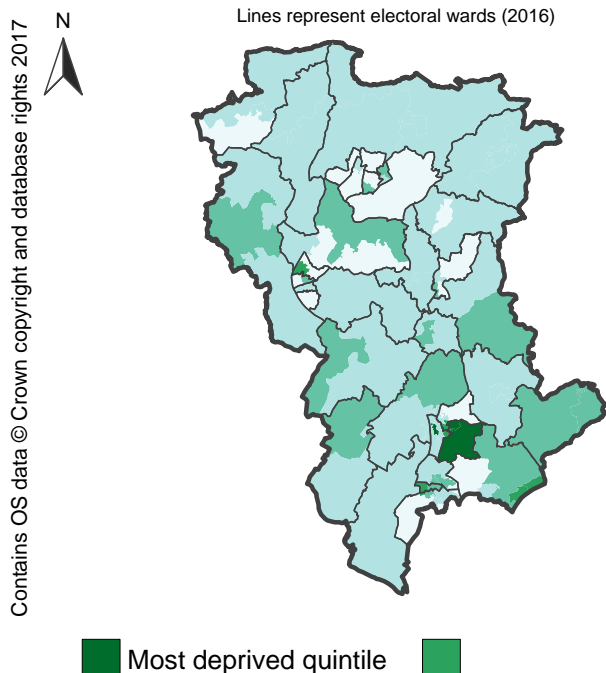 Lines represent electoral wards (2016)
N
Contains OS data © Crown copyright and database rights 2017
Most deprived quintile